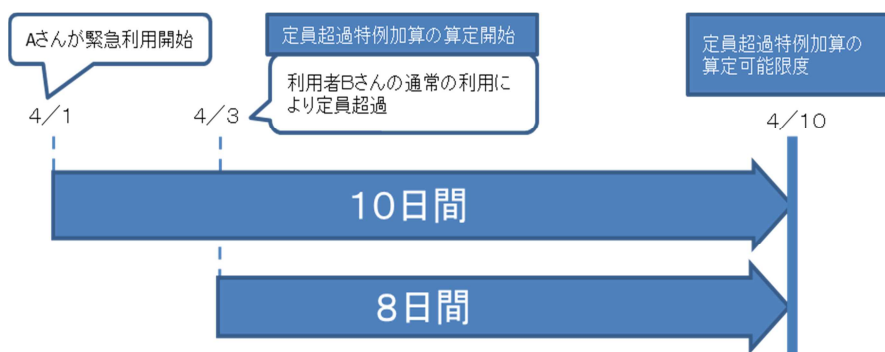 Aさんが緊急利用開始
定員超過特例加算の算定開始
利用者Bさんの通常の利用に
より定員超過
定員超過特例加算の
算定可能限度
4/1
4/3
4/10
10日間
8日間